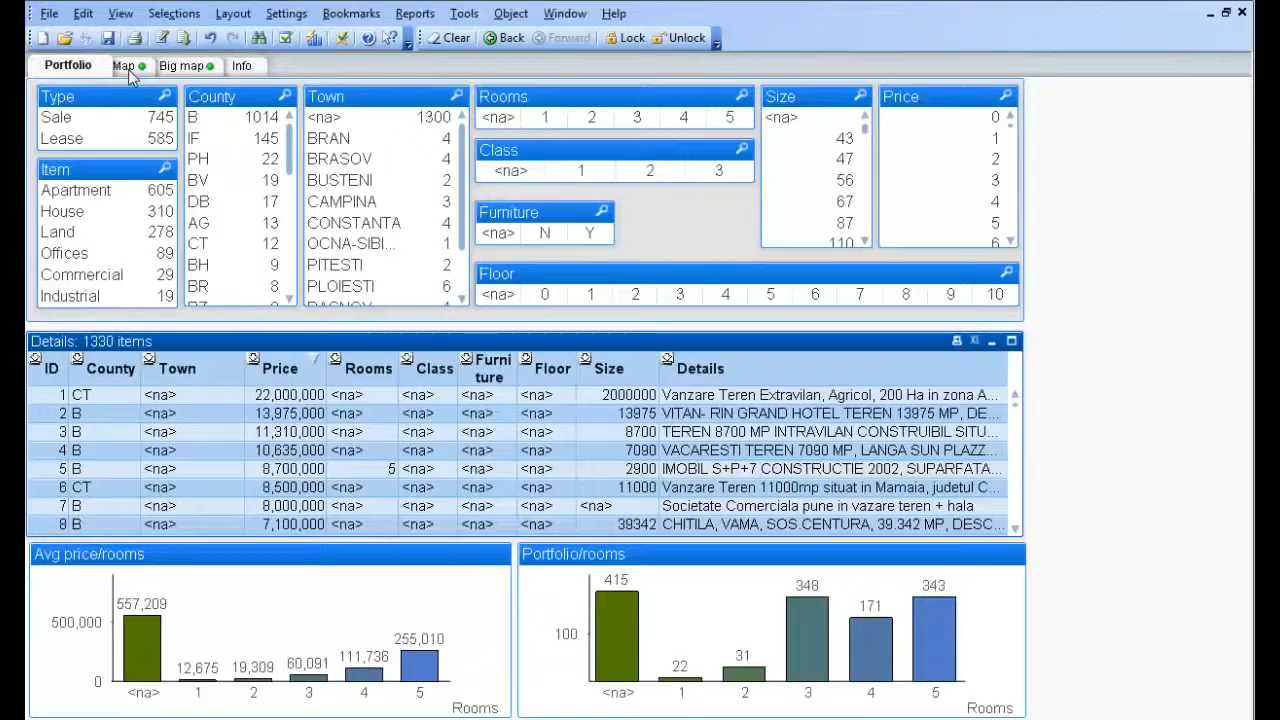 File Edit View Selections Layout Settings Bookmarks Reports Tools Object Window Help
Clear Back Forward Lock Unlock
Portfolio Map Big map Info
Type
Sale 745
Lease 585
Item
Apartment 605
House 310
Land 278
Offices 89
Commercial 29
Industrial 19
County
B 1014
IF 145
PH 22
BV 19
DB 17
AG 13
CT 12
BH 9
BR 8
Town
<na> 1300
BRAN 4
BRASOV 4
BUSTENI 2
CAMPINA 3
CONSTANTA 4
OCNA-SIBI... 1
PITESTI 2
PLOIESTI 6
Rooms
<na> 1 2 3 4 5
Class
<na> 1 2 3
Furniture
<na> N Y
Size
<na>
43
47
56
67
87
110
Price
0
1
2
3
4
5
6
Floor
<na> 0 1 2 3 4 5 6 7 8 9 10
Details: 1330 items
ID County Town Price Rooms Class Furni ture Floor Size Details
1 CT <na> 22,000,000 <na> <na> <na> <na> 2000000 Vanzare Teren Extravilan, Agricol, 200 Ha in zona A...
2 B <na> 13,975,000 <na> <na> <na> <na> 13975 VITAN- RIN GRAND HOTEL TEREN 13975 MP, DE...
3 B <na> 11,310,000 <na> <na> <na> <na> 8700 TEREN 8700 MP INTRAVILAN CONSTRUIBIL SITU...
4 B <na> 10,635,000 <na> <na> <na> <na> 7090 VACARESTI TEREN 7090 MP, LANGA SUN PLAZZ...
5 B <na> 8,700,000 5 <na> <na> <na> 2900 IMOBIL S+P+7 CONSTRUCTIE 2002, SUPARFATA...
6 CT <na> 8,500,000 <na> <na> <na> <na> 11000 Vanzare Teren 11000mp situat in Mamaia, judetul C...
7 B <na> 8,000,000 <na> <na> <na> <na> <na> Societate Comerciala pune in vazare teren + hala
8 B <na> 7,100,000 <na> <na> <na> <na> 39342 CHITILA, VAMA, SOS.CENTURA, 39.342 MP, DESC...
Avg price/rooms
557,209
500,000
12,675 19,309 60,091 111,736 255,010
0
<na> 1 2 3 4 5
Rooms
Portfolio/rooms
415
348
343
171
100
22
31
<na> 1 2 3 4 5
Rooms